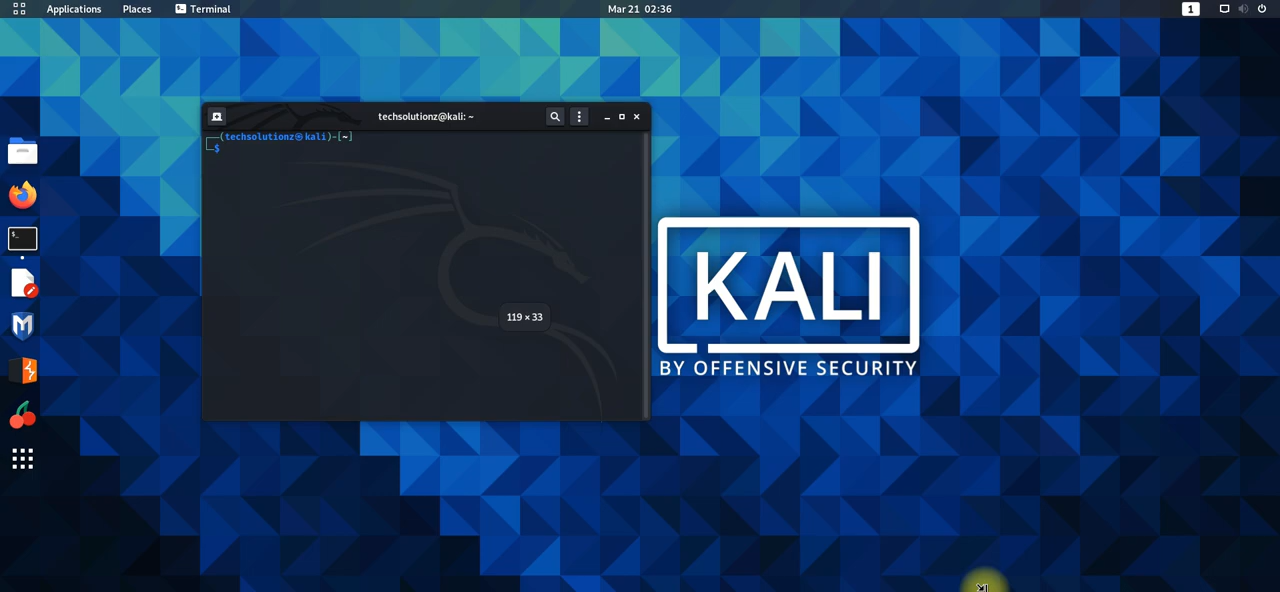 Applications Places Terminal Mar 21 02:36 1
techsolutionz@kali: ~
┌──(techsolutionz㉿kali)-[~]
└─$
119 × 33
KALI
BY OFFENSIVE SECURITY